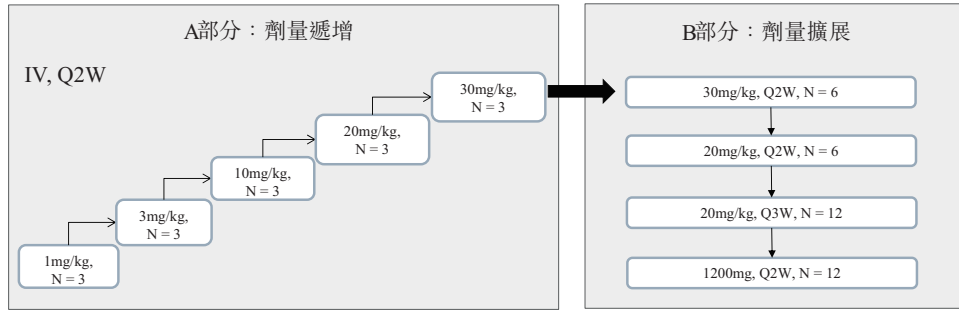 A部分：劑量遞增
IV, Q2W
1mg/kg,
N = 3
3mg/kg,
N = 3
10mg/kg,
N = 3
20mg/kg,
N = 3
30mg/kg,
N = 3
B部分：劑量擴展
30mg/kg, Q2W, N = 6
20mg/kg, Q2W, N = 6
20mg/kg, Q3W, N = 12
1200mg, Q2W, N = 12